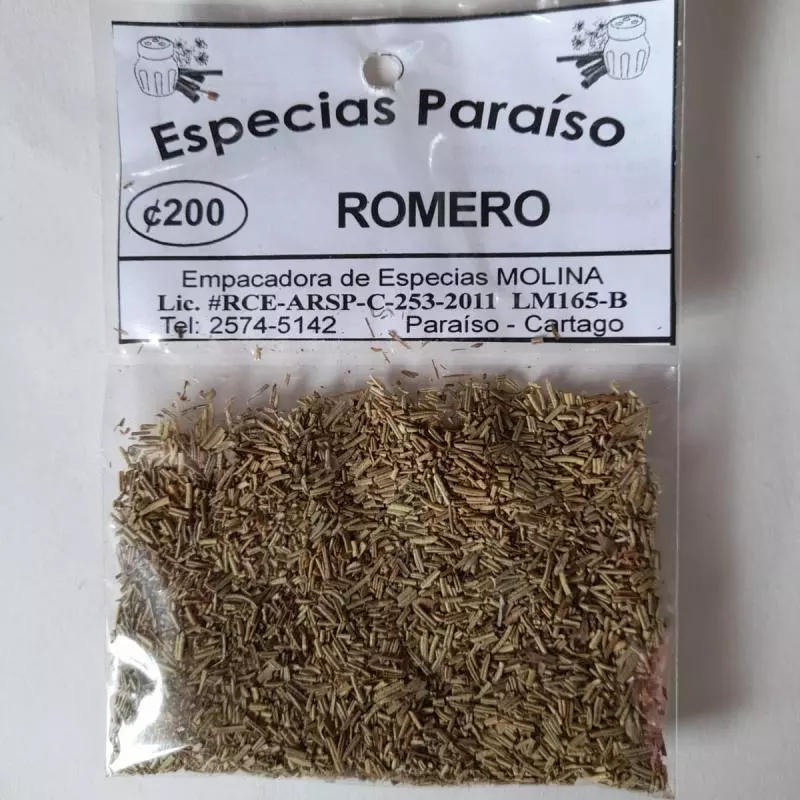 Especias Paraíso
¢200
ROMERO
Empacadora de Especias MOLINA
Lic. #RCE-ARSP-C-253-2011 LM165-B
Tel: 2574-5142 Paraíso - Cartago